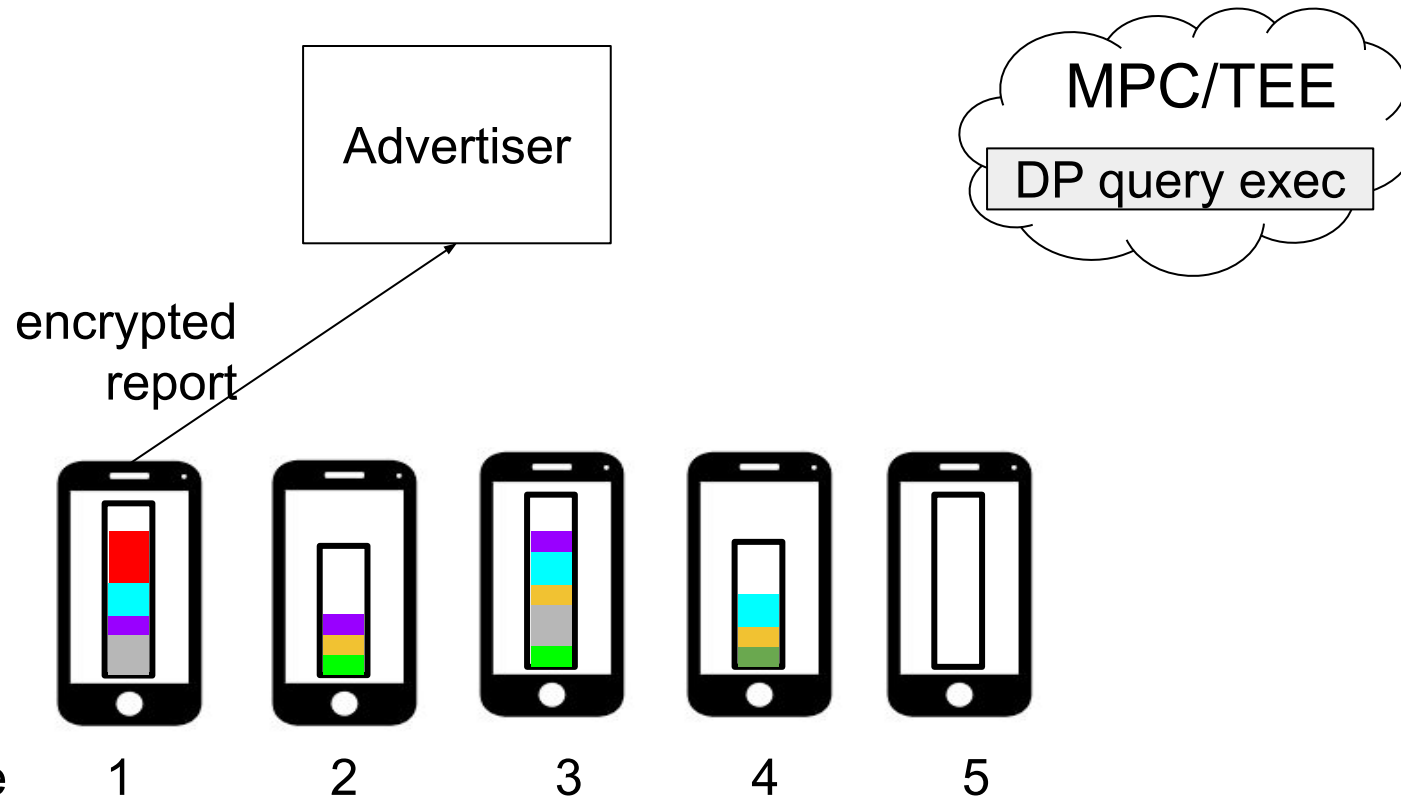 MPC/TEE
Advertiser
DP query exec
encrypted
report
1 2 3 4 5